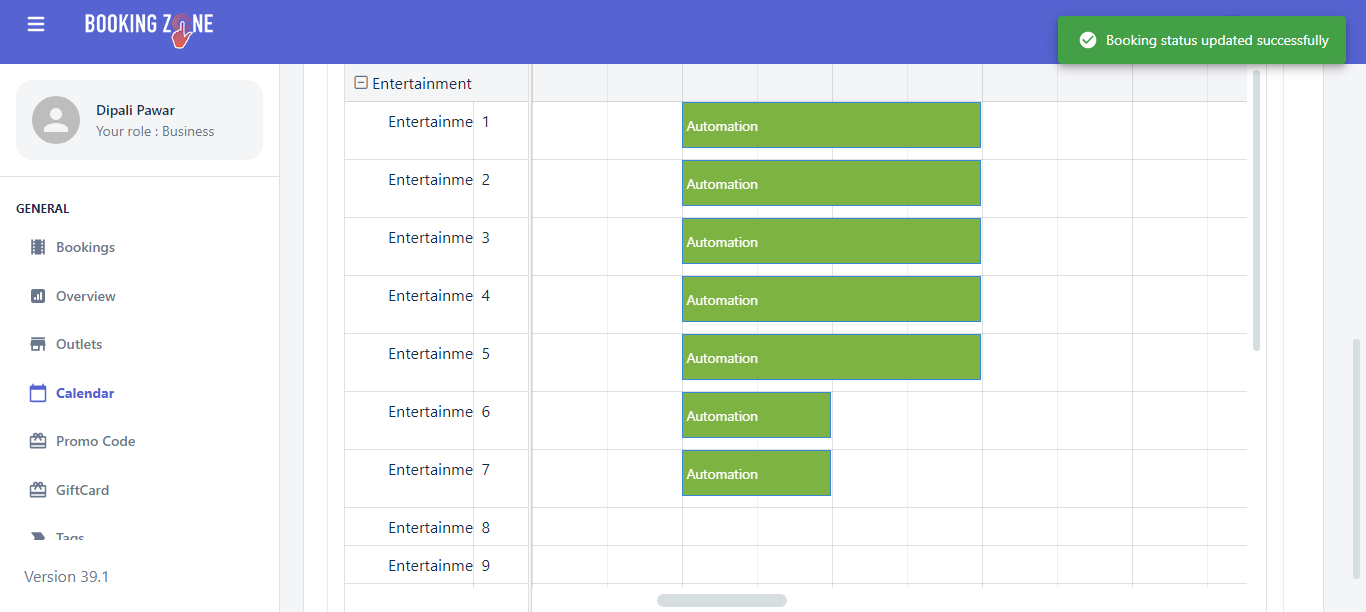 BOOKING ZONE
Booking status updated successfully
Dipali Pawar
Your role : Business
GENERAL
Bookings
Overview
Outlets
Calendar
Promo Code
GiftCard
Tags
Version 39.1
Entertainment
Entertainme 1 Automation
Entertainme 2 Automation
Entertainme 3 Automation
Entertainme 4 Automation
Entertainme 5 Automation
Entertainme 6 Automation
Entertainme 7 Automation
Entertainme 8
Entertainme 9